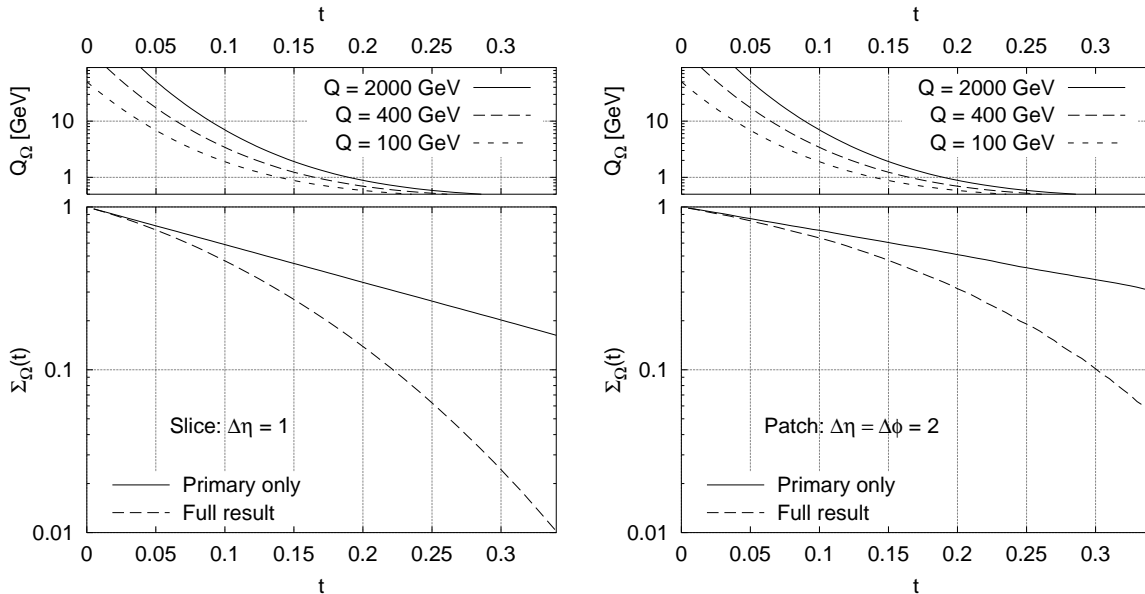 t
0 0.05 0.1 0.15 0.2 0.25 0.3
Q_Ω [GeV]
10
1
Q = 2000 GeV
Q = 400 GeV
Q = 100 GeV
Σ_Ω(t)
1
0.1
0.01
Slice: Δη = 1
Primary only
Full result
0 0.05 0.1 0.15 0.2 0.25 0.3
t
t
0 0.05 0.1 0.15 0.2 0.25 0.3
Q_Ω [GeV]
10
1
Q = 2000 GeV
Q = 400 GeV
Q = 100 GeV
Σ_Ω(t)
1
0.1
0.01
Patch: Δη = Δϕ = 2
Primary only
Full result
0 0.05 0.1 0.15 0.2 0.25 0.3
t